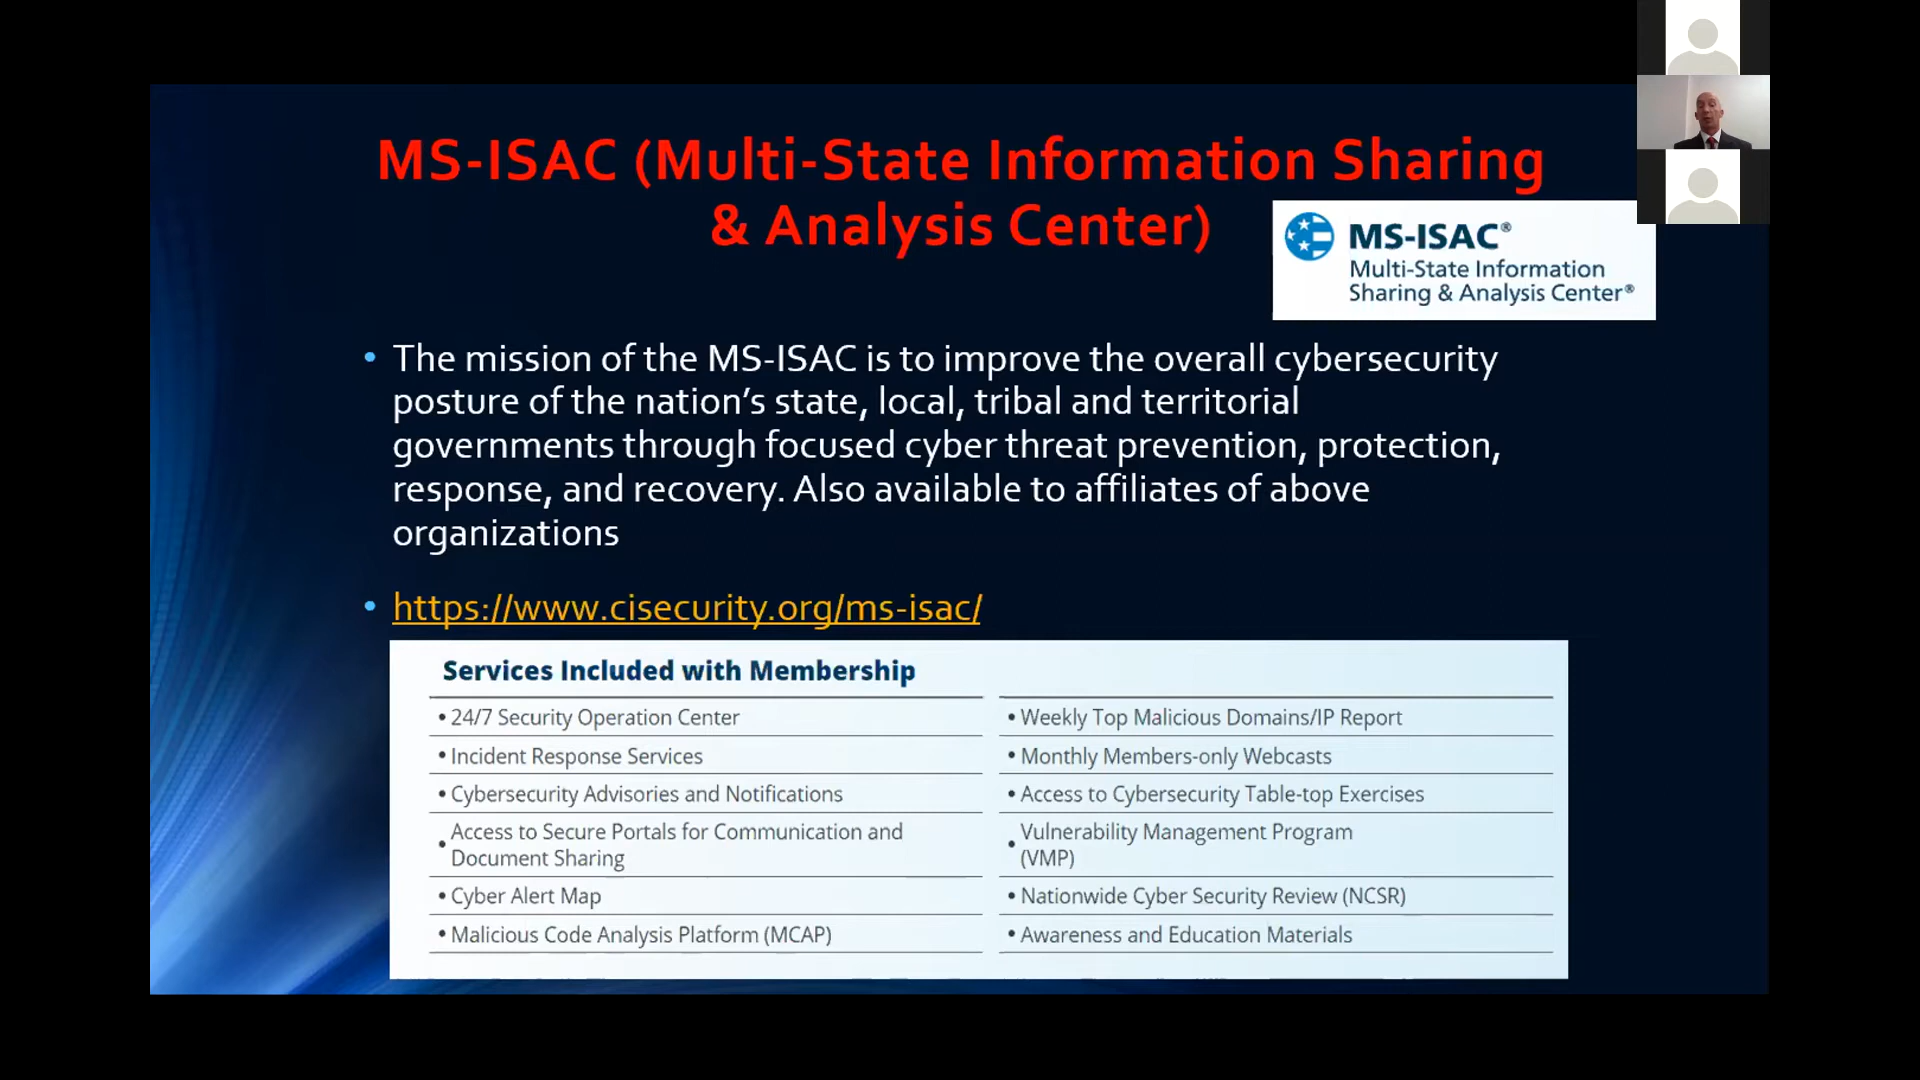 MS-ISAC (Multi-State Information Sharing
& Analysis Center)
MS-ISAC®
Multi-State Information
Sharing & Analysis Center®
• The mission of the MS-ISAC is to improve the overall cybersecurity
posture of the nation’s state, local, tribal and territorial
governments through focused cyber threat prevention, protection,
response, and recovery. Also available to affiliates of above
organizations
• https://www.cisecurity.org/ms-isac/
Services Included with Membership
• 24/7 Security Operation Center
• Incident Response Services
• Cybersecurity Advisories and Notifications
• Access to Secure Portals for Communication and
Document Sharing
• Cyber Alert Map
• Malicious Code Analysis Platform (MCAP)
• Weekly Top Malicious Domains/IP Report
• Monthly Members-only Webcasts
• Access to Cybersecurity Table-top Exercises
• Vulnerability Management Program
(VMP)
• Nationwide Cyber Security Review (NCSR)
• Awareness and Education Materials